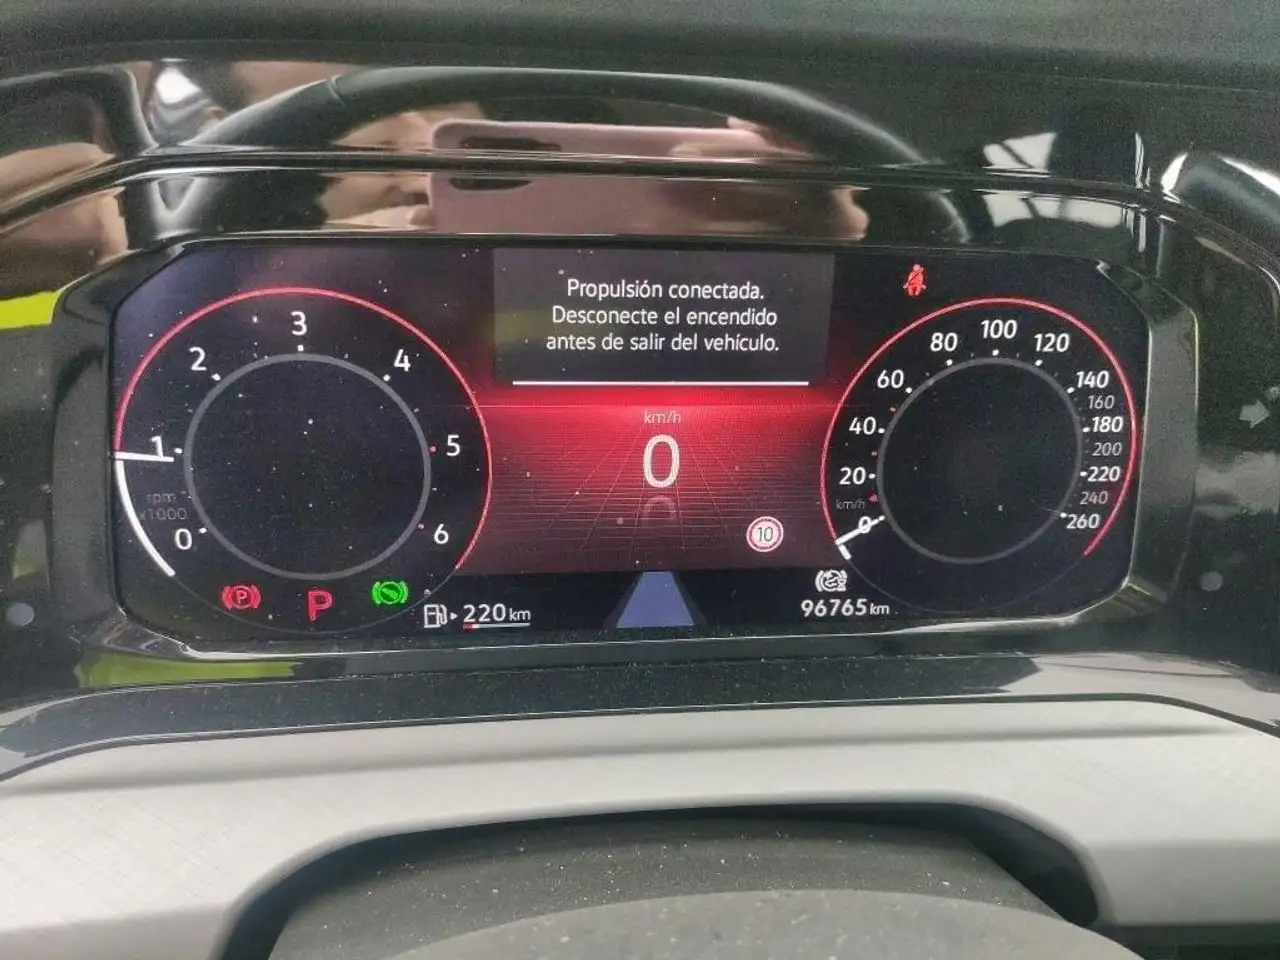 Propulsión conectada.
Desconecte el encendido
antes de salir del vehículo.
km/h
0
10
0
1
2
3
4
5
6
rpm
x1000
0
20
40
60
80
100
120
140
160
180
200
220
240
260
km/h
P
P
220 km
96765 km